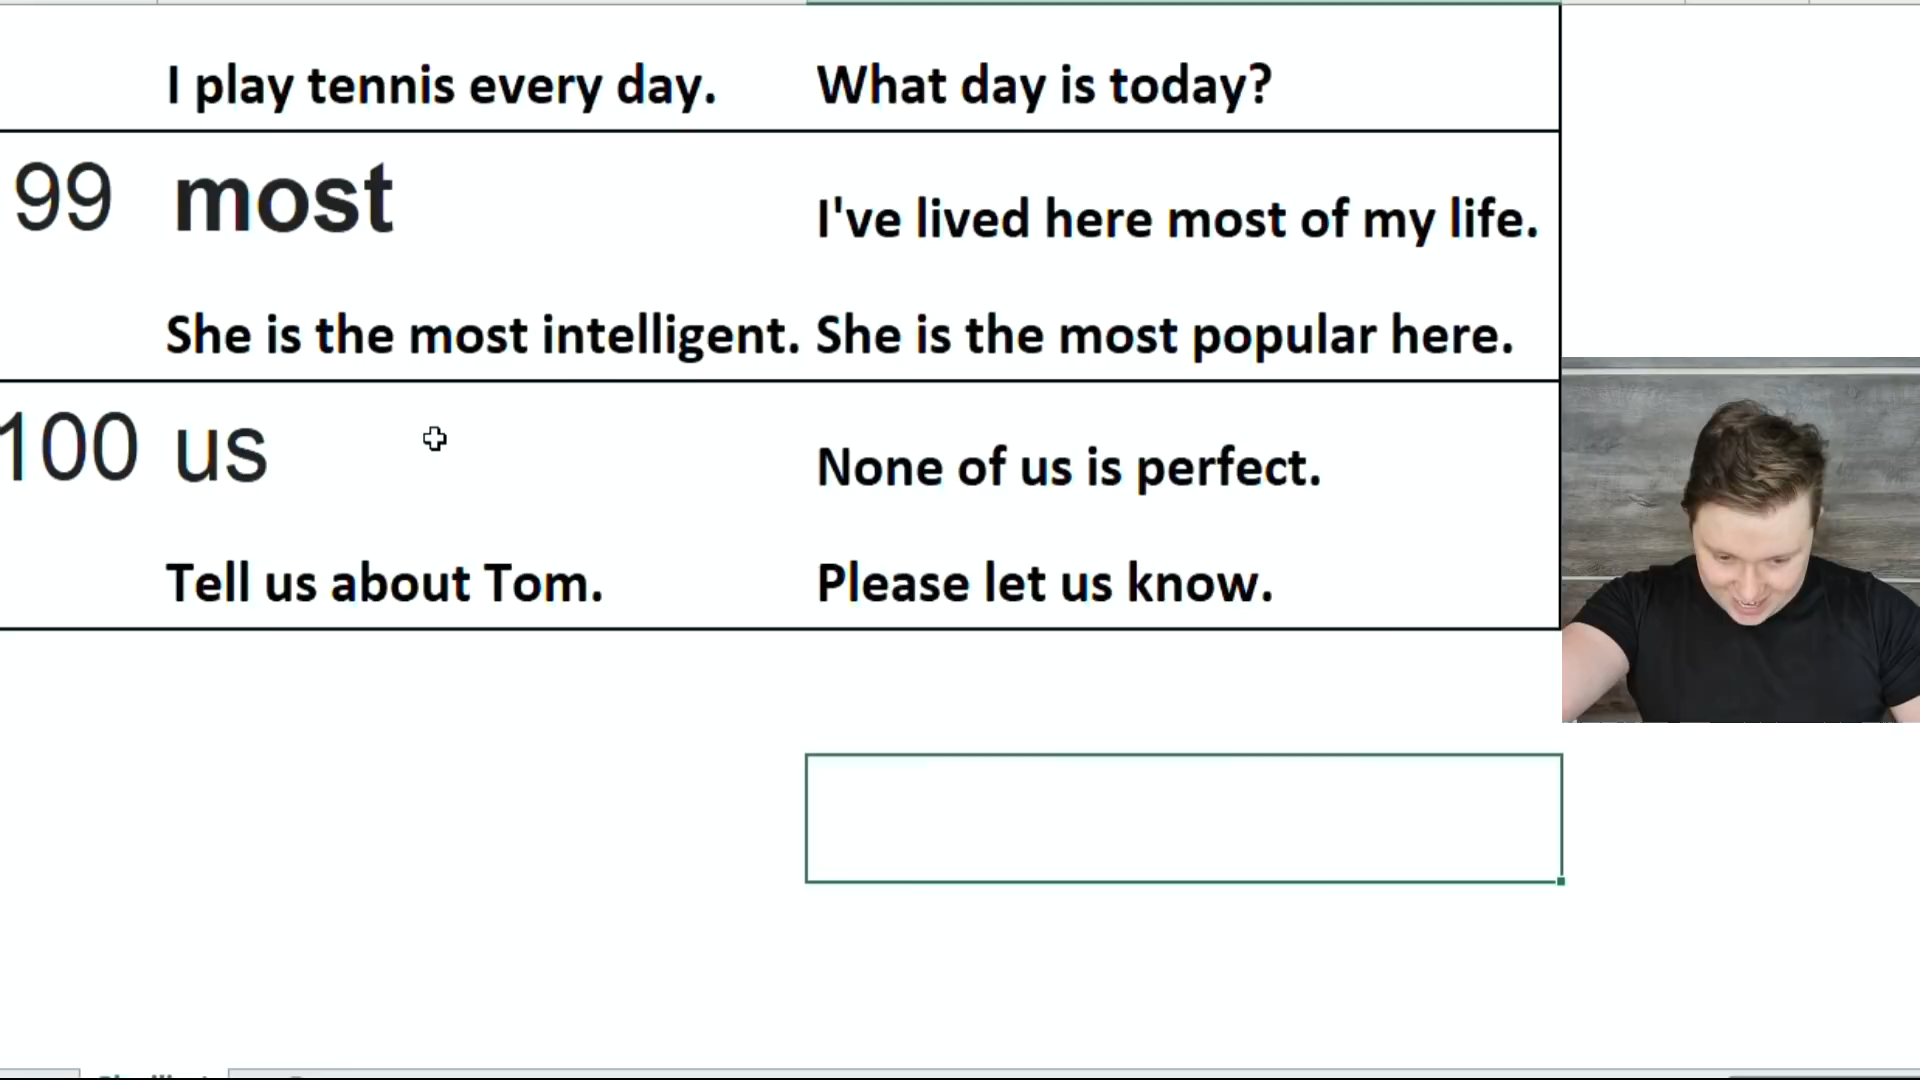 I play tennis every day. What day is today?
99 most I've lived here most of my life.
She is the most intelligent. She is the most popular here.
100 us None of us is perfect.
Tell us about Tom. Please let us know.